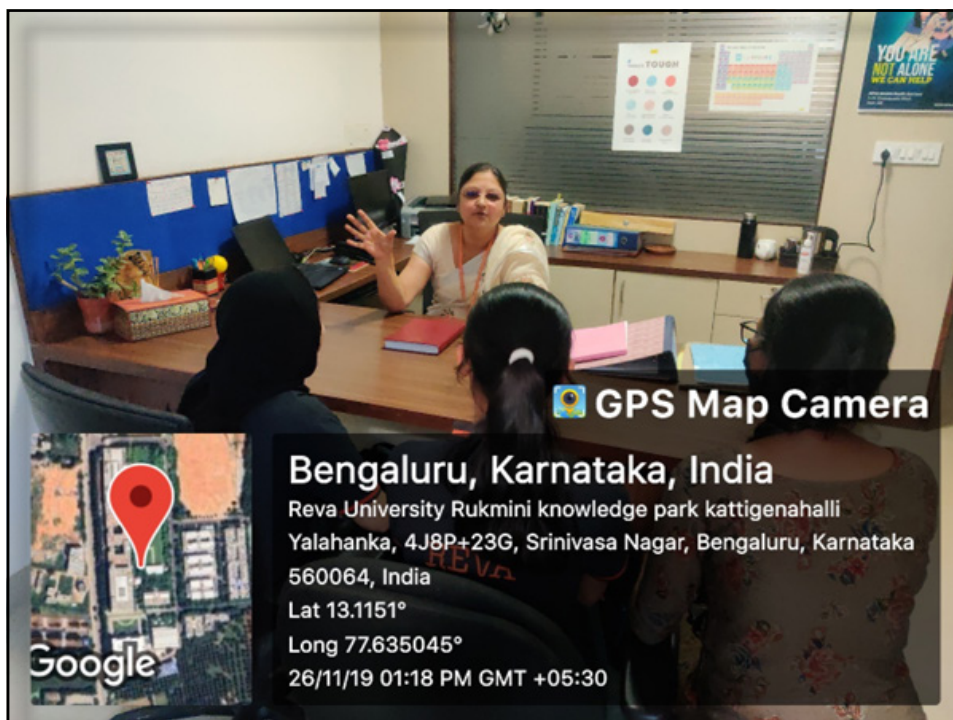 TOUGH
YOU ARE
NOT ALONE
WE CAN HELP
GPS Map Camera
Bengaluru, Karnataka, India
Reva University Rukmini knowledge park kattigenahalli
Yalahanka, 4J8P+23G, Srinivasa Nagar, Bengaluru, Karnataka
560064, India
REVA
Lat 13.1151°
Long 77.635045°
26/11/19 01:18 PM GMT +05:30
Google